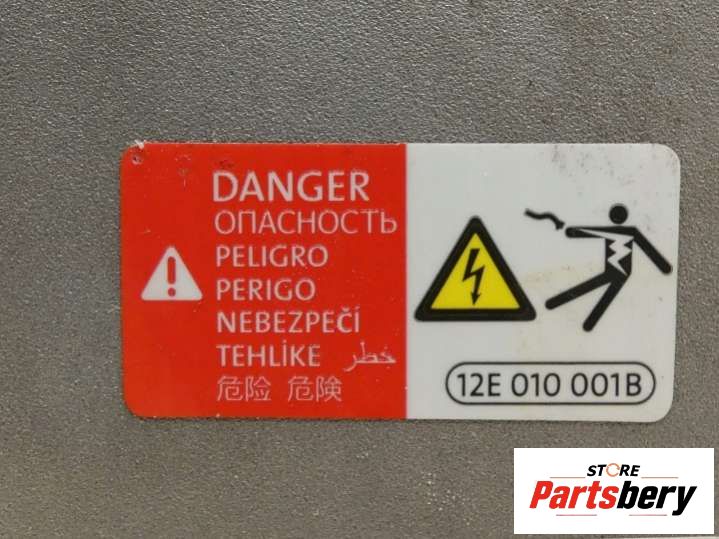 DANGER
ОПАСНОСТЬ
PELIGRO
PERIGO
NEBEZPEČÍ
TEHLİKE خطر
危险 危険
12E 010 001B
STORE
Partsbery